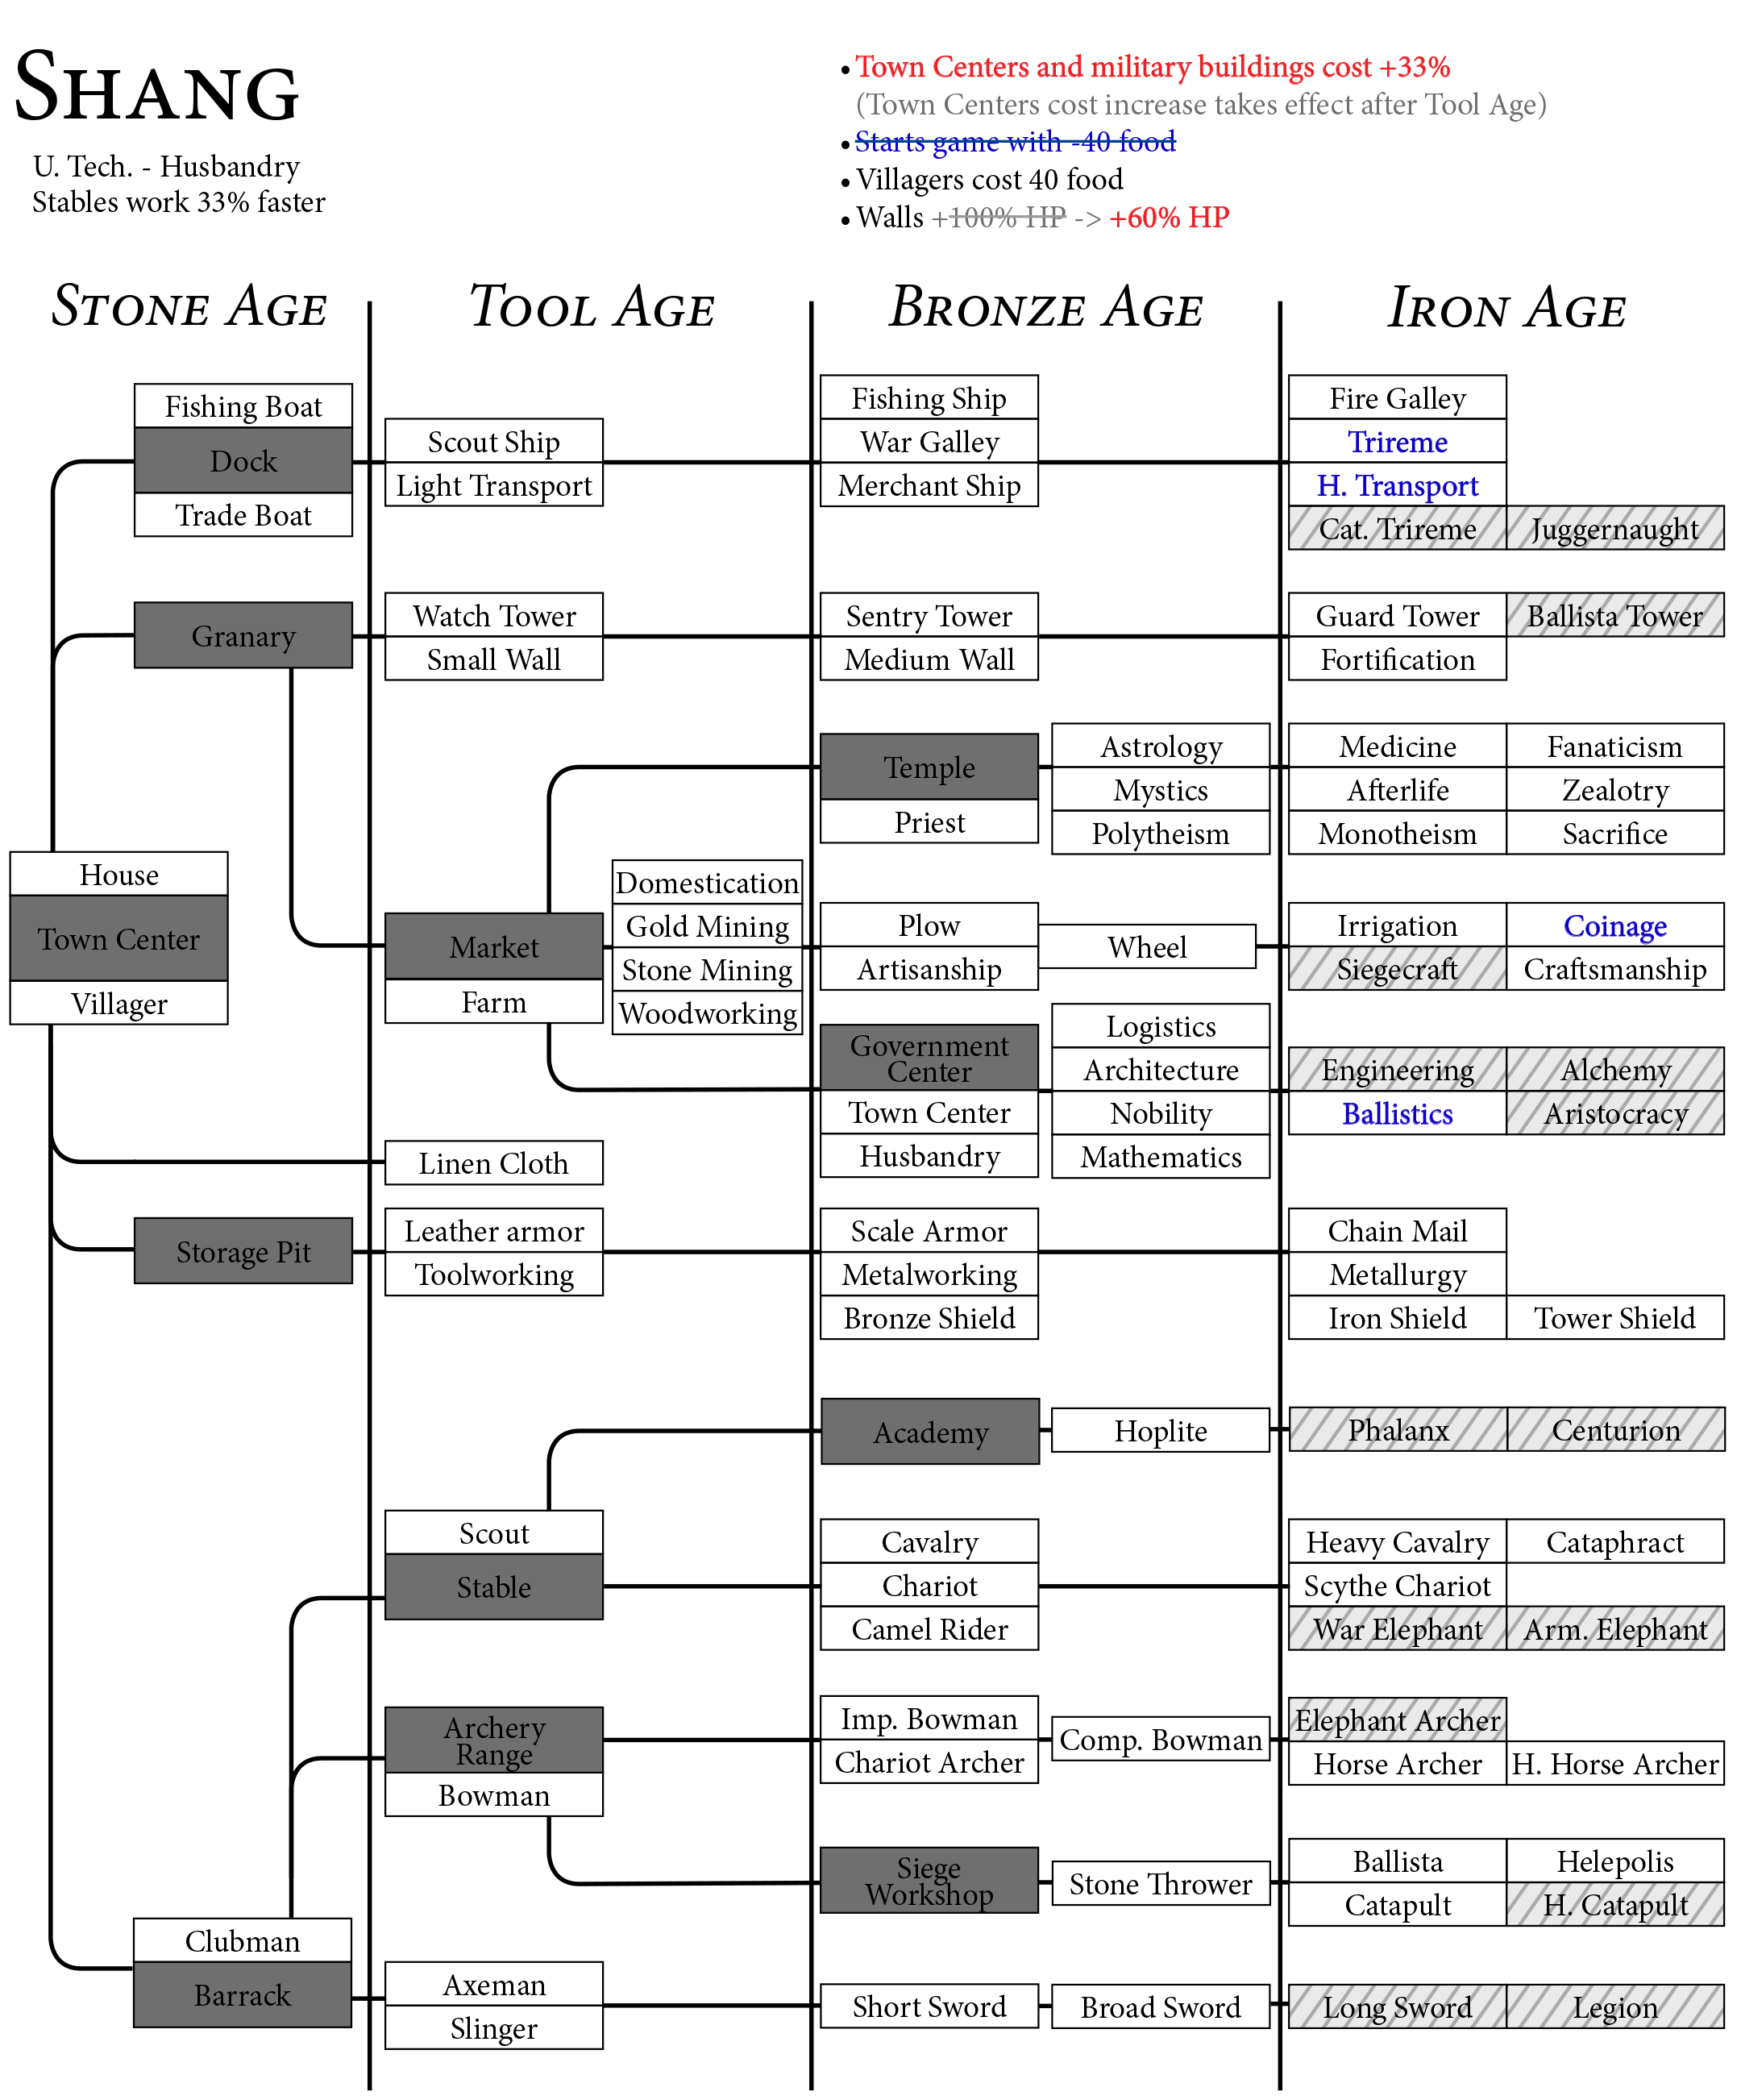 SHANG
U. Tech. - Husbandry
Stables work 33% faster
• Town Centers and military buildings cost +33%
(Town Centers cost increase takes effect after Tool Age)
• Starts game with -40 food
• Villagers cost 40 food
• Walls +100% HP -> +60% HP
STONE AGE
TOOL AGE
BRONZE AGE
IRON AGE
Fishing Boat
Dock
Trade Boat
Scout Ship
Light Transport
Fishing Ship
War Galley
Merchant Ship
Fire Galley
Trireme
H. Transport
Cat. Trireme
Juggernaught
Granary
Watch Tower
Small Wall
Sentry Tower
Medium Wall
Guard Tower
Ballista Tower
Fortification
Temple
Priest
Astrology
Mystics
Polytheism
Medicine
Fanaticism
Afterlife
Zealotry
Monotheism
Sacrifice
House
Town Center
Villager
Market
Farm
Domestication
Gold Mining
Stone Mining
Woodworking
Plow
Artisanship
Wheel
Irrigation
Coinage
Siegecraft
Craftsmanship
Government
Center
Town Center
Husbandry
Logistics
Architecture
Nobility
Mathematics
Engineering
Alchemy
Ballistics
Aristocracy
Linen Cloth
Storage Pit
Leather armor
Toolworking
Scale Armor
Metalworking
Bronze Shield
Chain Mail
Metallurgy
Iron Shield
Tower Shield
Academy
Hoplite
Phalanx
Centurion
Scout
Stable
Cavalry
Chariot
Camel Rider
Heavy Cavalry
Cataphract
Scythe Chariot
War Elephant
Arm. Elephant
Archery
Range
Bowman
Imp. Bowman
Chariot Archer
Comp. Bowman
Elephant Archer
Horse Archer
H. Horse Archer
Siege
Workshop
Stone Thrower
Ballista
Helepolis
Catapult
H. Catapult
Clubman
Barrack
Axeman
Slinger
Short Sword
Broad Sword
Long Sword
Legion